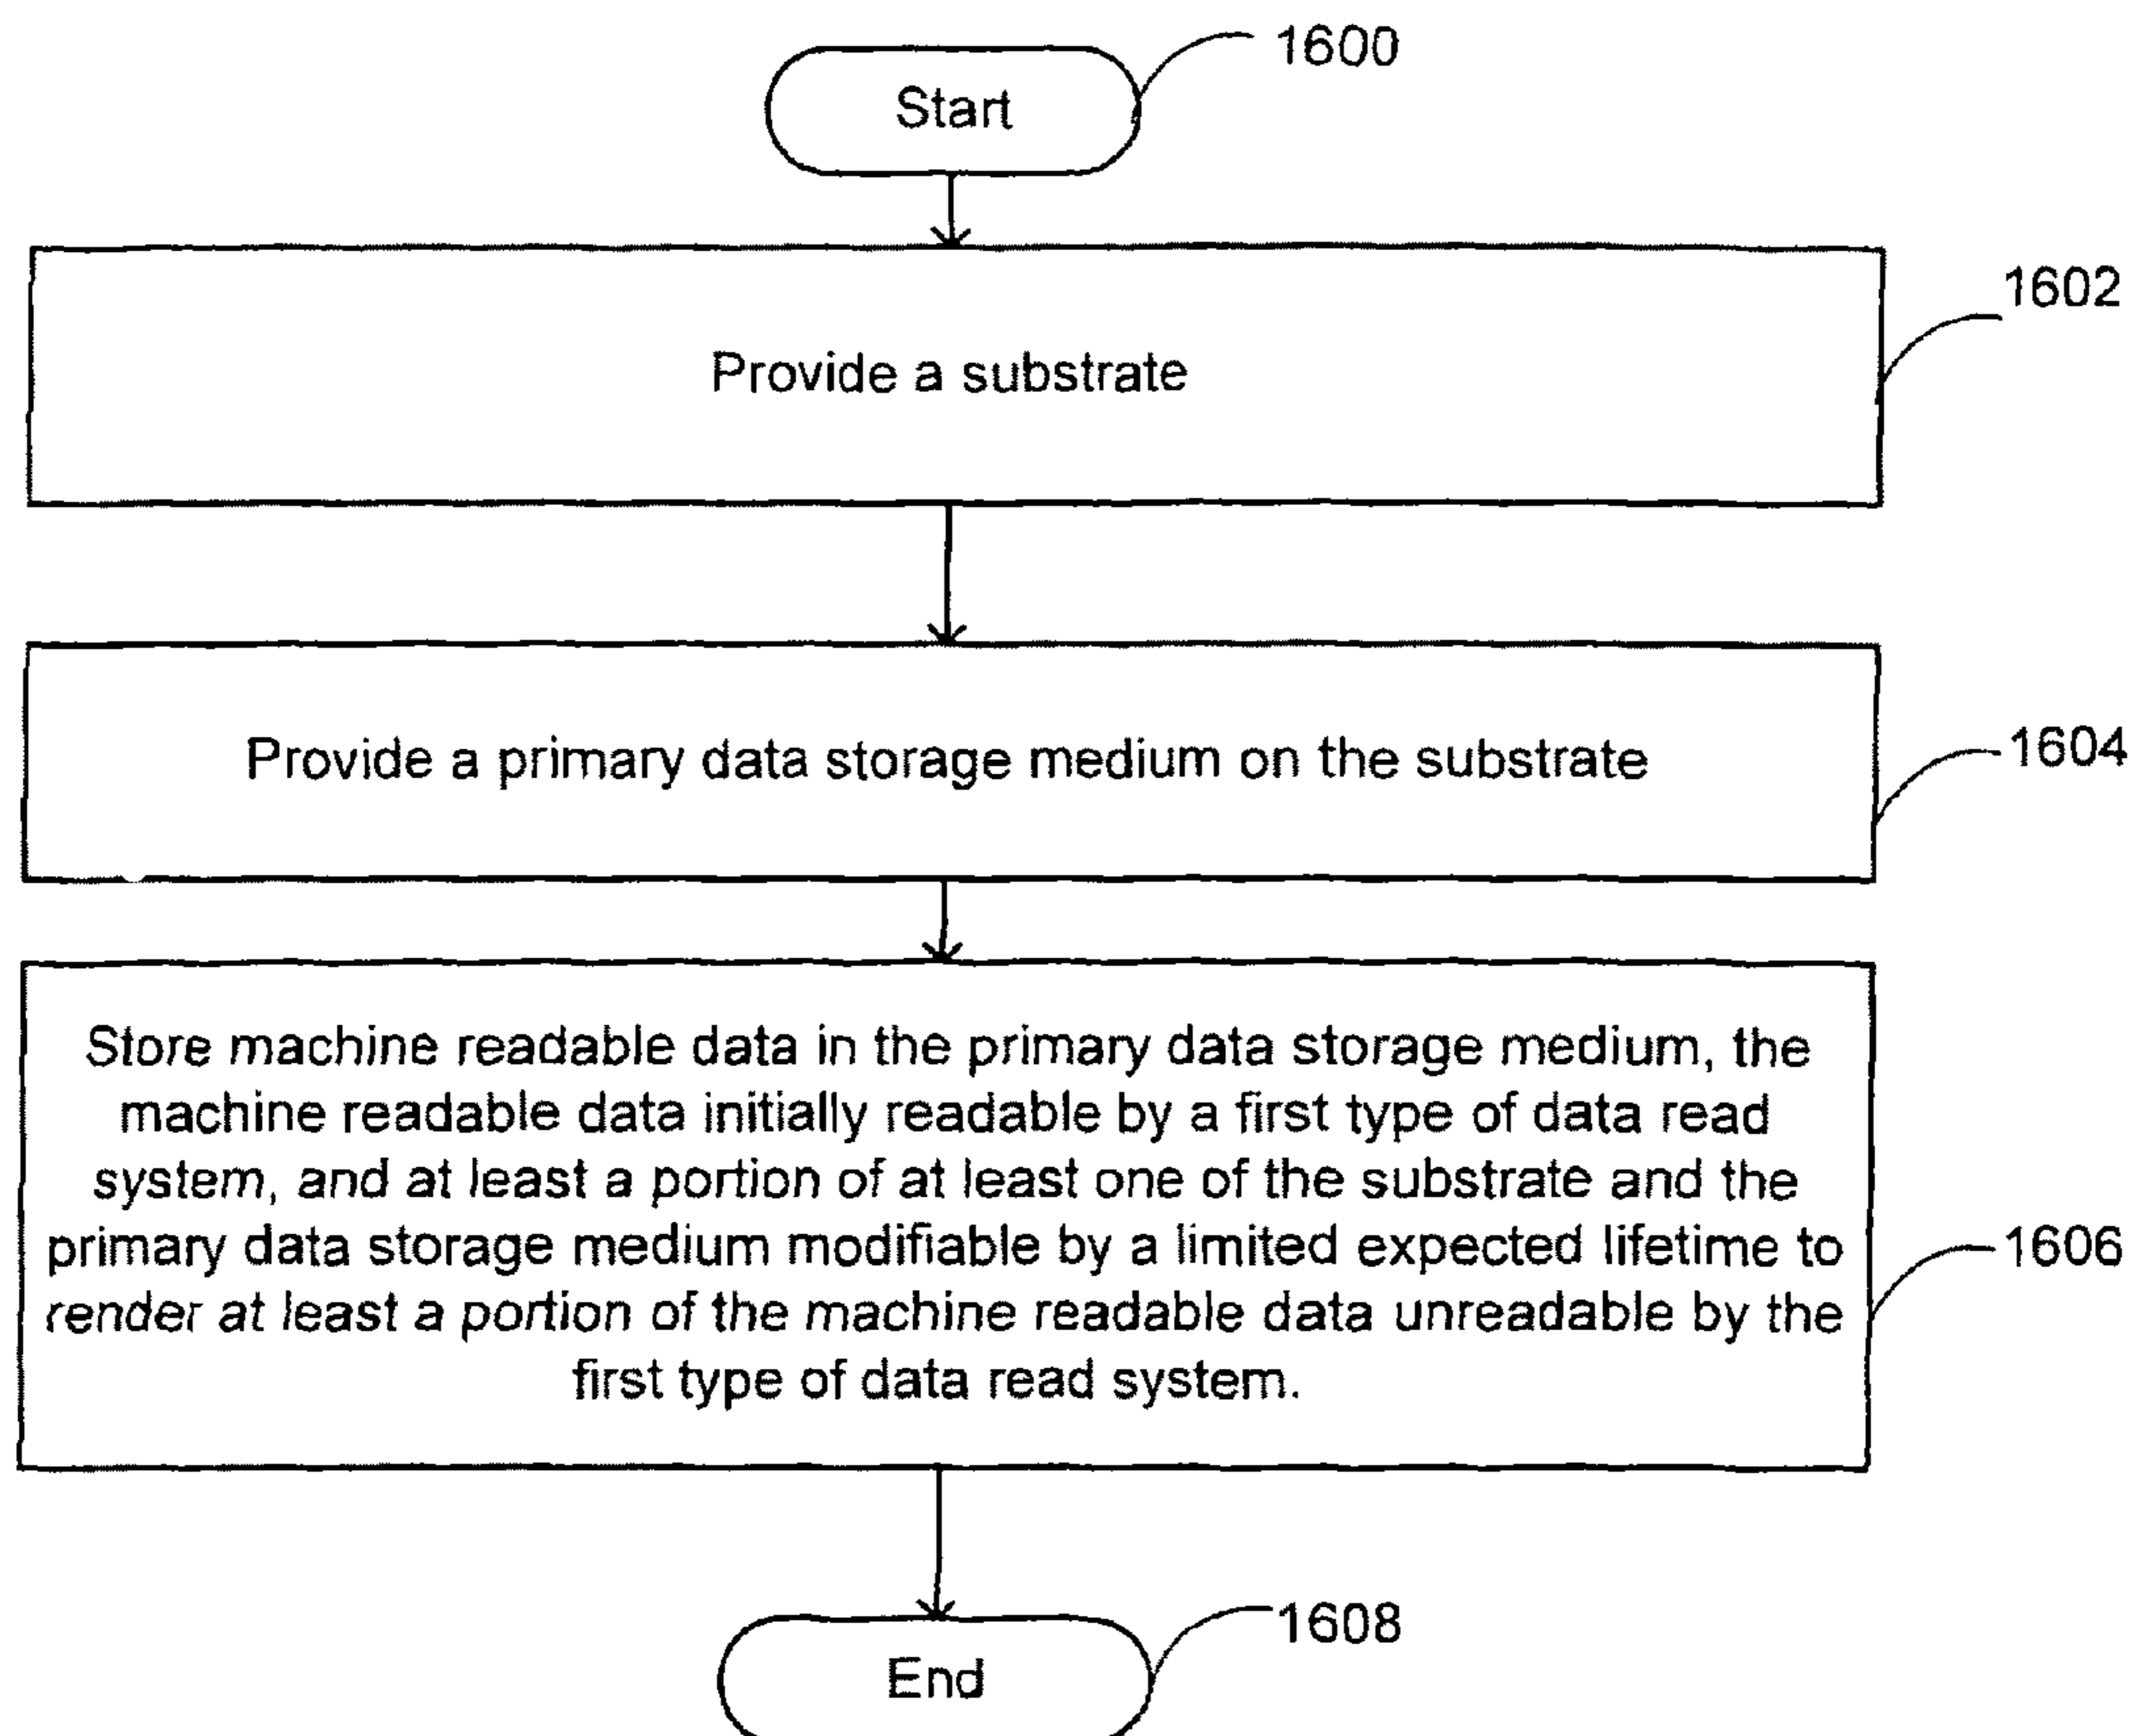 1600
Start
1602
Provide a substrate
1604
Provide a primary data storage medium on the substrate
Store machine readable data in the primary data storage medium, the
machine readable data initially readable by a first type of data read
system, and at least a portion of at least one of the substrate and the
primary data storage medium modifiable by a limited expected lifetime to
render at least a portion of the machine readable data unreadable by the
first type of data read system.
1606
1608
End